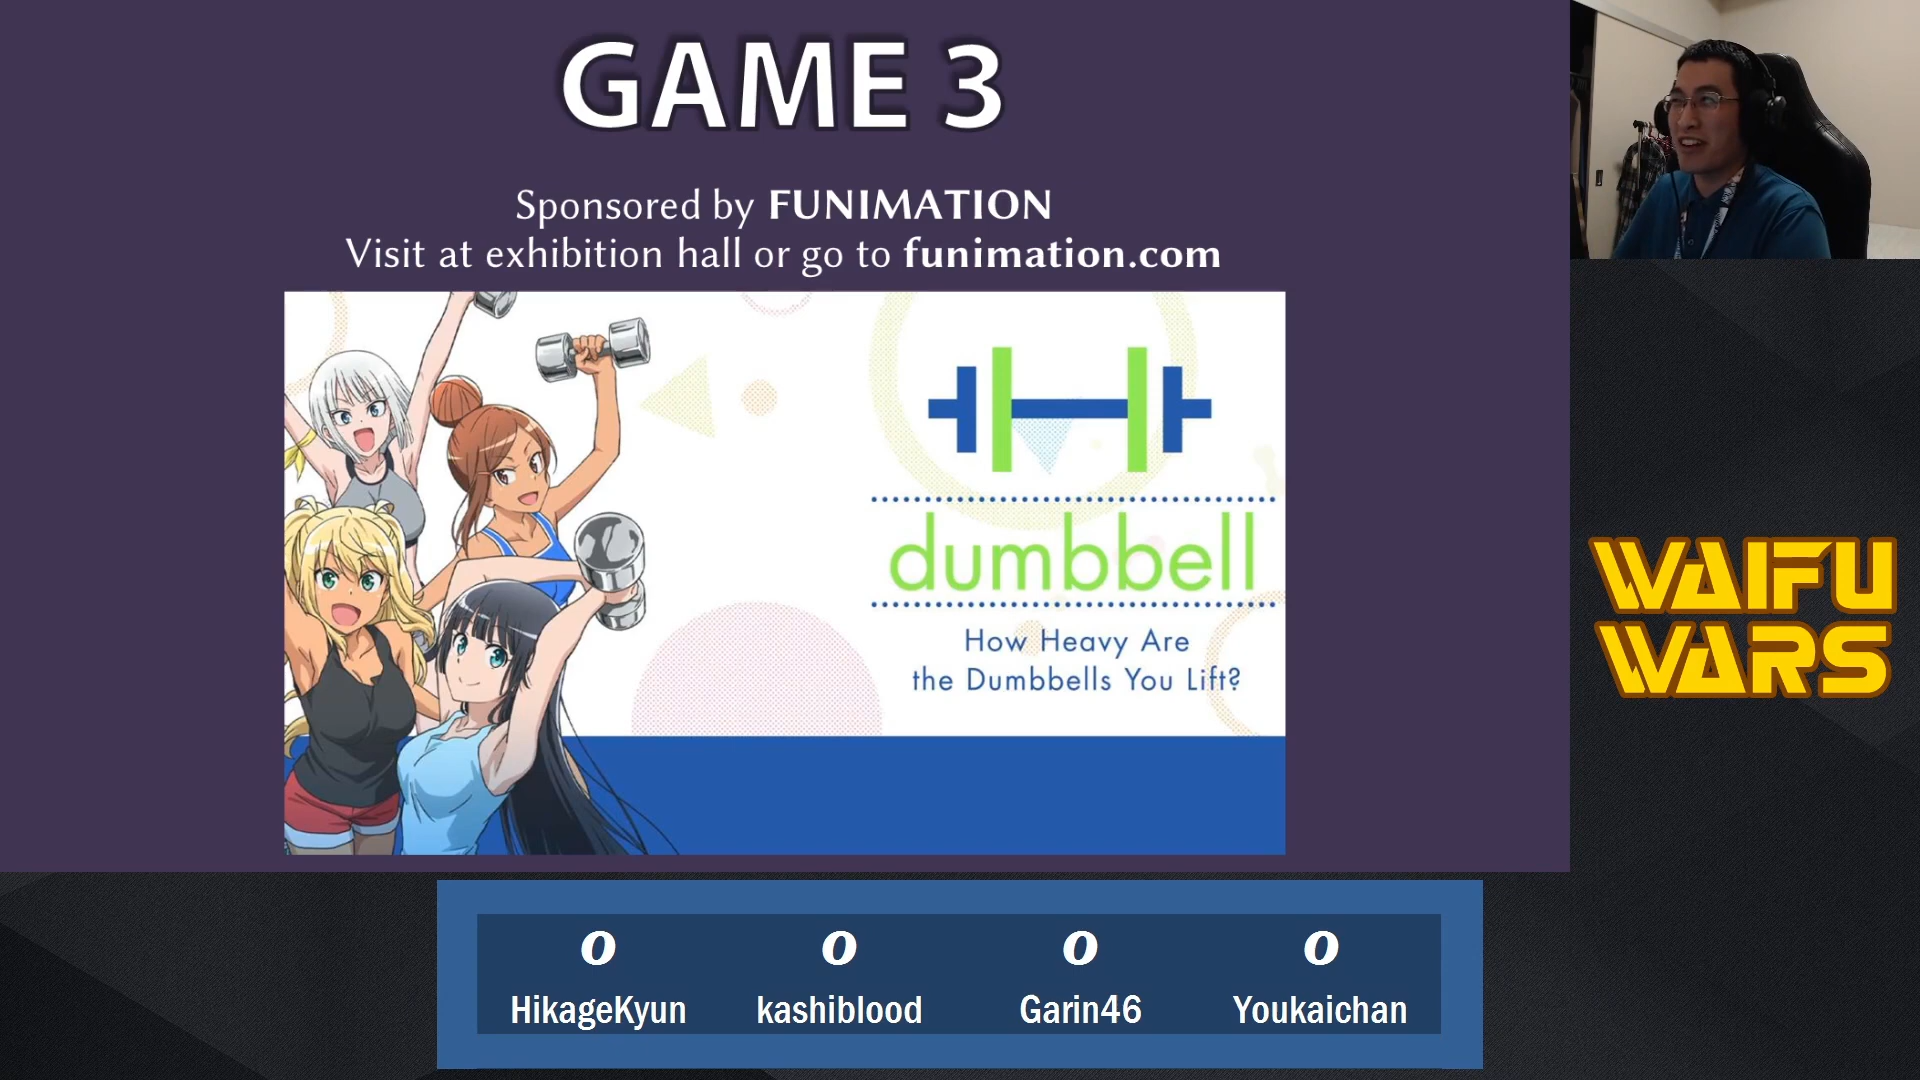 GAME 3
Sponsored by FUNIMATION
Visit at exhibition hall or go to funimation.com
dumbbell
How Heavy Are
the Dumbbells You Lift?
WAIFU
WARS
0 0 0 0
HikageKyun kashiblood Garin46 Youkaichan